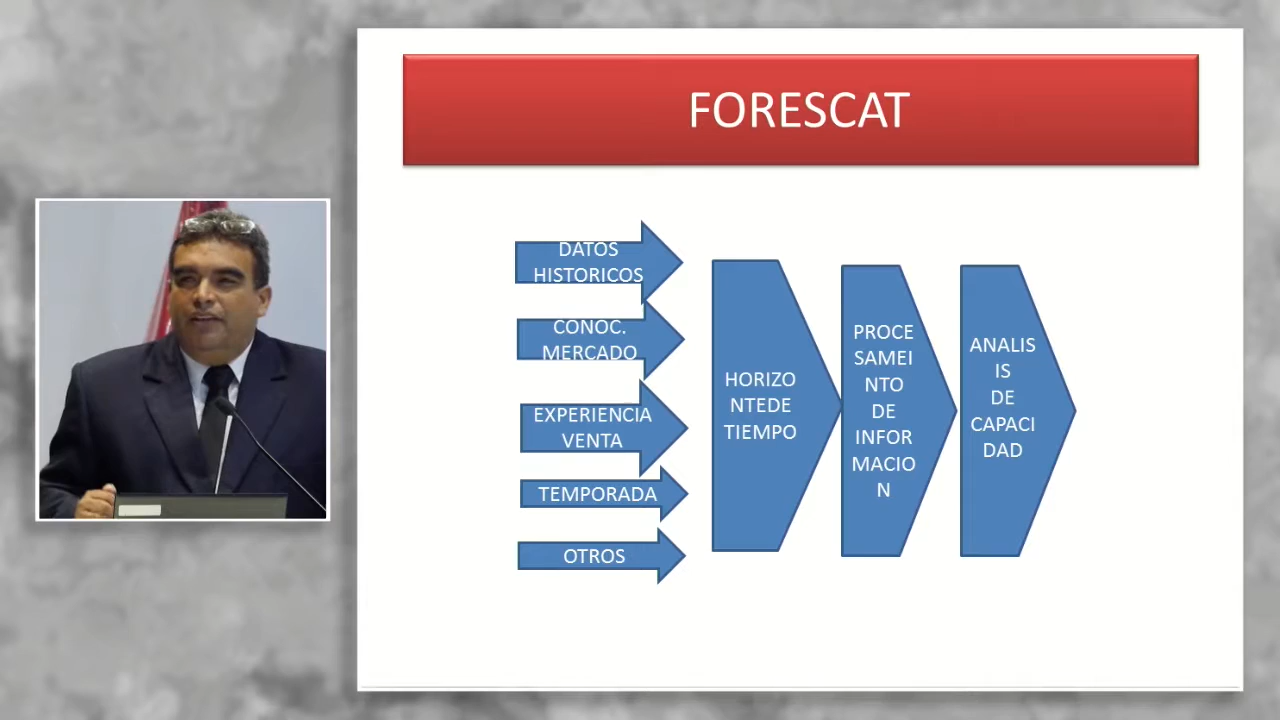 FORESCAT
DATOS
HISTORICOS
CONOC.
MERCADO
EXPERIENCIA
VENTA
TEMPORADA
OTROS
HORIZO
NTEDE
TIEMPO
PROCE
SAMEI
NTO
DE
INFOR
MACIO
N
ANALIS
IS
DE
CAPACI
DAD